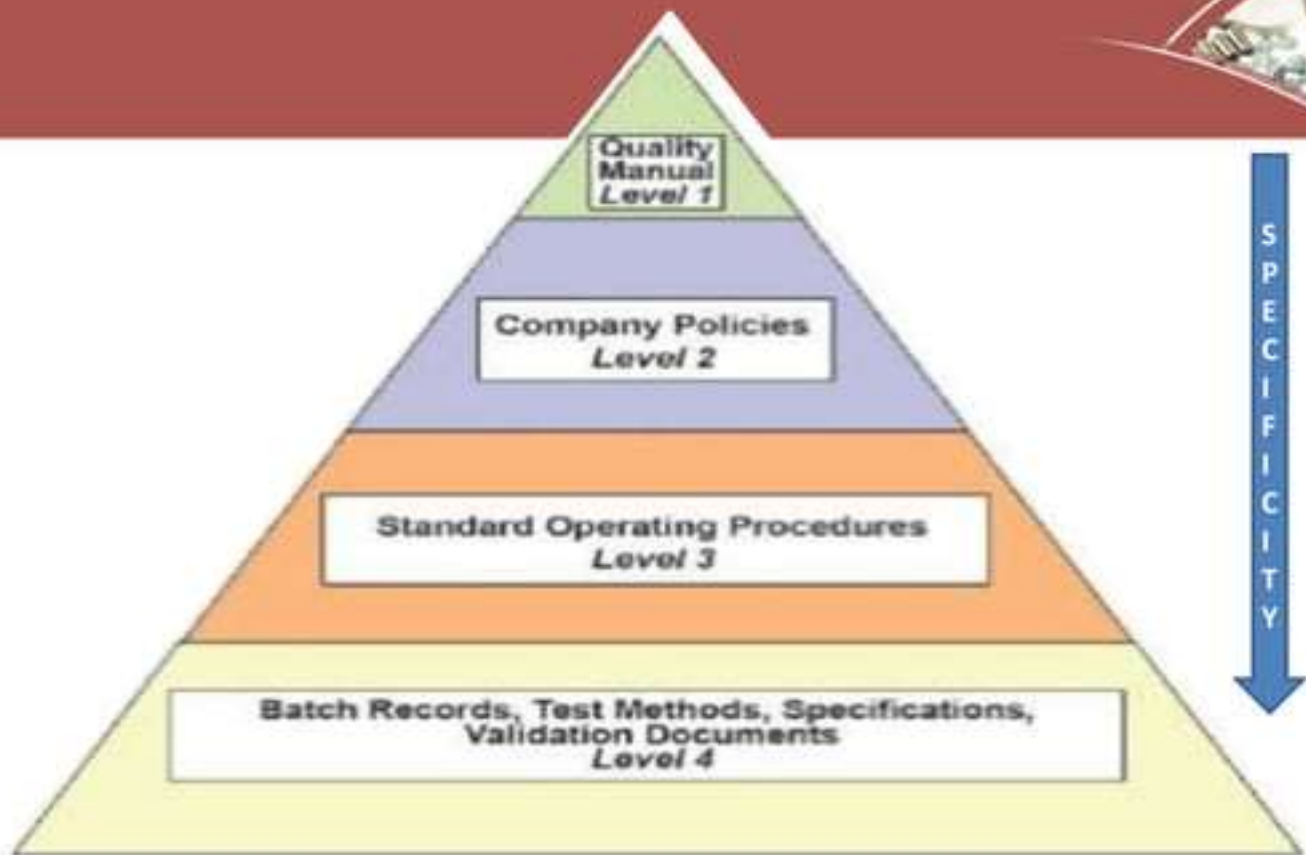 Quality
Manual
Level 1
Company Policies
Level 2
Standard Operating Procedures
Level 3
Batch Records, Test Methods, Specifications,
Validation Documents
Level 4
SPECIFICITY